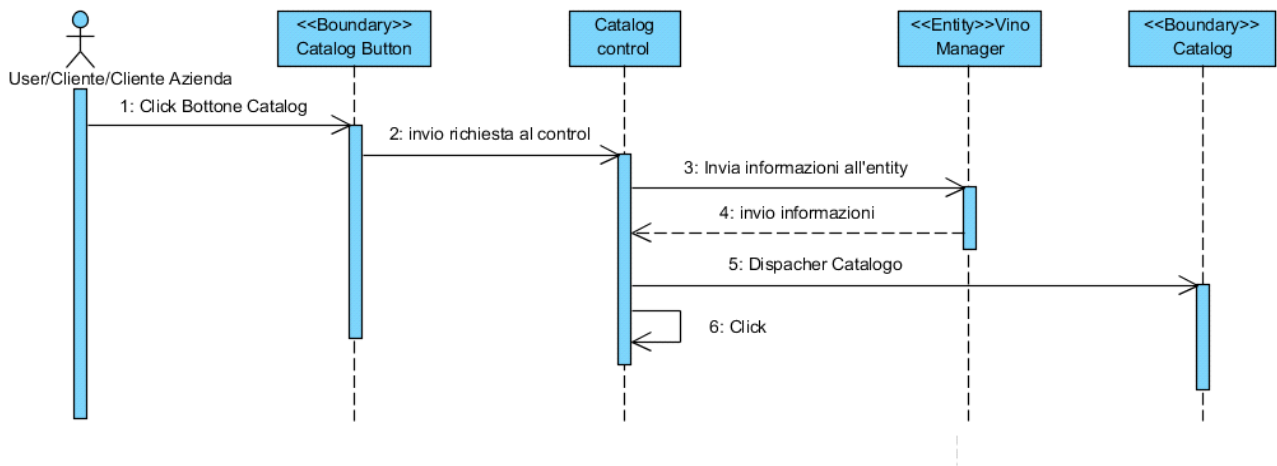 <<Boundary>>
Catalog Button
Catalog
control
<<Entity>>Vino
Manager
<<Boundary>>
Catalog
User/Cliente/Cliente Azienda
1: Click Bottone Catalog
2: invio richiesta al control
3: Invia informazioni all'entity
4: invio informazioni
5: Dispacher Catalogo
6: Click